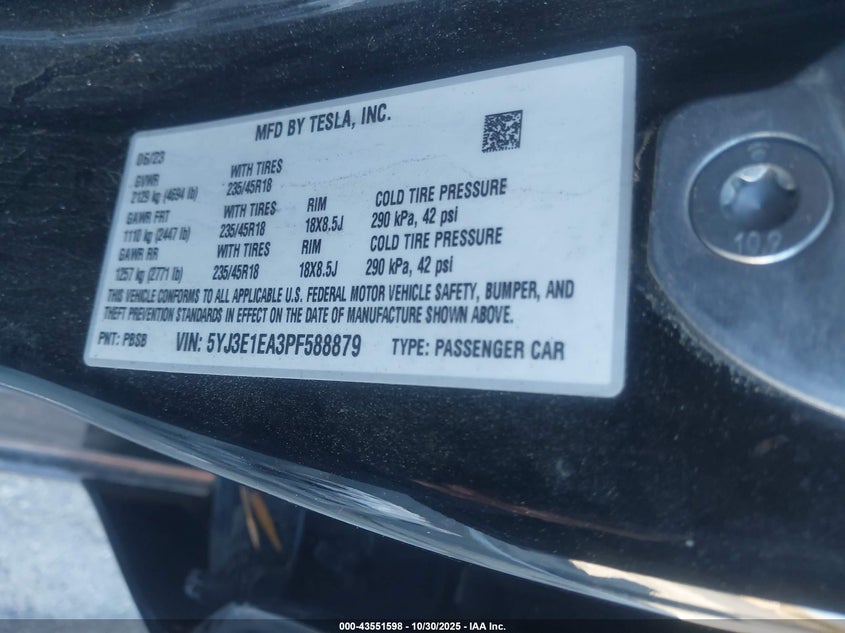 MFD BY TESLA, INC.
06/23
GVWR
2129 kg (4694 lb)
WITH TIRES
235/45R18
GAWR FRT
1110 kg (2447 lb)
WITH TIRES
235/45R18
RIM
18X8.5J
COLD TIRE PRESSURE
290 kPa, 42 psi
GAWR RR
1257 kg (2771 lb)
WITH TIRES
235/45R18
RIM
18X8.5J
COLD TIRE PRESSURE
290 kPa, 42 psi
THIS VEHICLE CONFORMS TO ALL APPLICABLE U.S. FEDERAL MOTOR VEHICLE SAFETY, BUMPER, AND
THEFT PREVENTION STANDARDS IN EFFECT ON THE DATE OF MANUFACTURE SHOWN ABOVE.
PNT: PBSB
VIN: 5YJ3E1EA3PF588879
TYPE: PASSENGER CAR
10.9
000-43551598 - 10/30/2025 - IAA Inc.